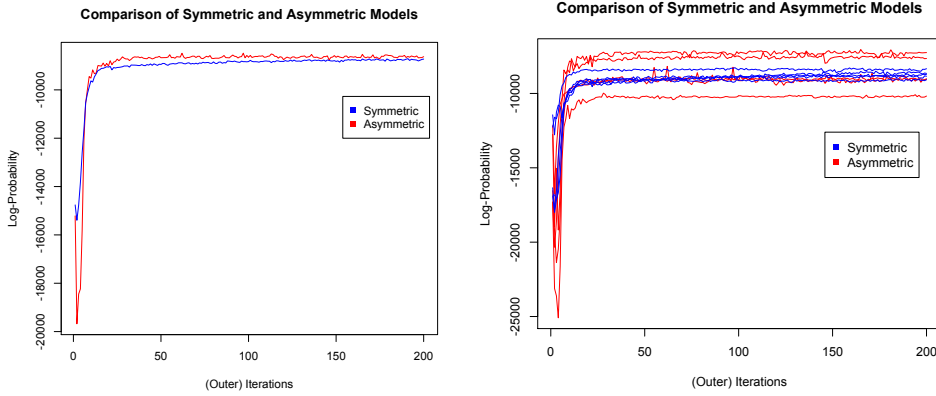 Comparison of Symmetric and Asymmetric Models
-10000
-12000
-14000
-16000
-18000
-20000
Log-Probability
Symmetric
Asymmetric
0
50
100
150
200
(Outer) Iterations
Comparison of Symmetric and Asymmetric Models
-10000
-15000
-20000
-25000
Log-Probability
Symmetric
Asymmetric
0
50
100
150
200
(Outer) Iterations